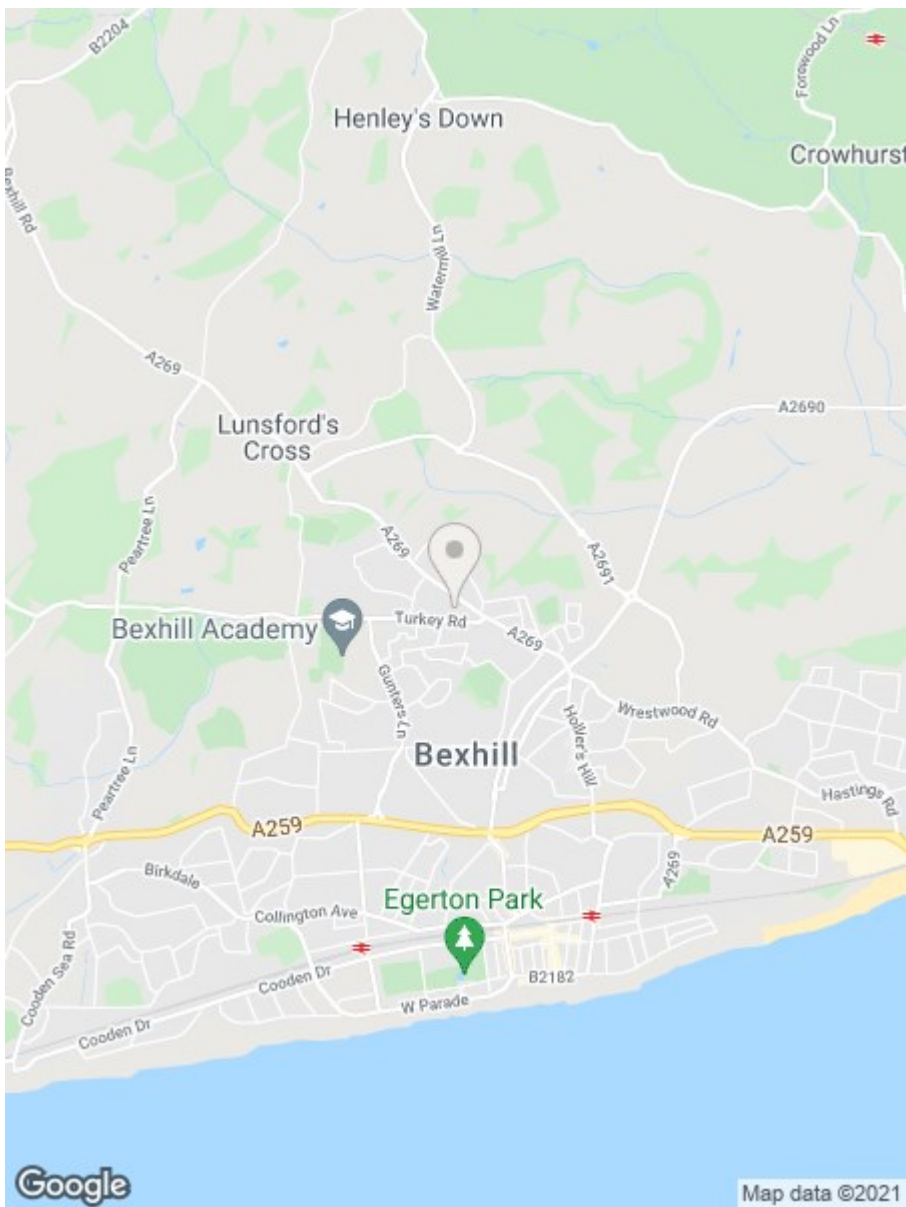 B2204
Forewood Ln
Henley's Down
Crowhurst
Bexhill Rd
Watermill Ln
A269
A2690
Lunsford's
Cross
Peartree Ln
A269
A2691
Bexhill Academy
Turkey Rd
A269
Gunters Ln
Holliers Hill
Wrestwood Rd
Bexhill
Peartree Ln
Hastings Rd
A259
A259
Birkdale
A269
Egerton Park
Collington Ave
Cooden Sea Rd
Cooden Dr
B2182
W Parade
Cooden Dr
Google
Map data ©2021